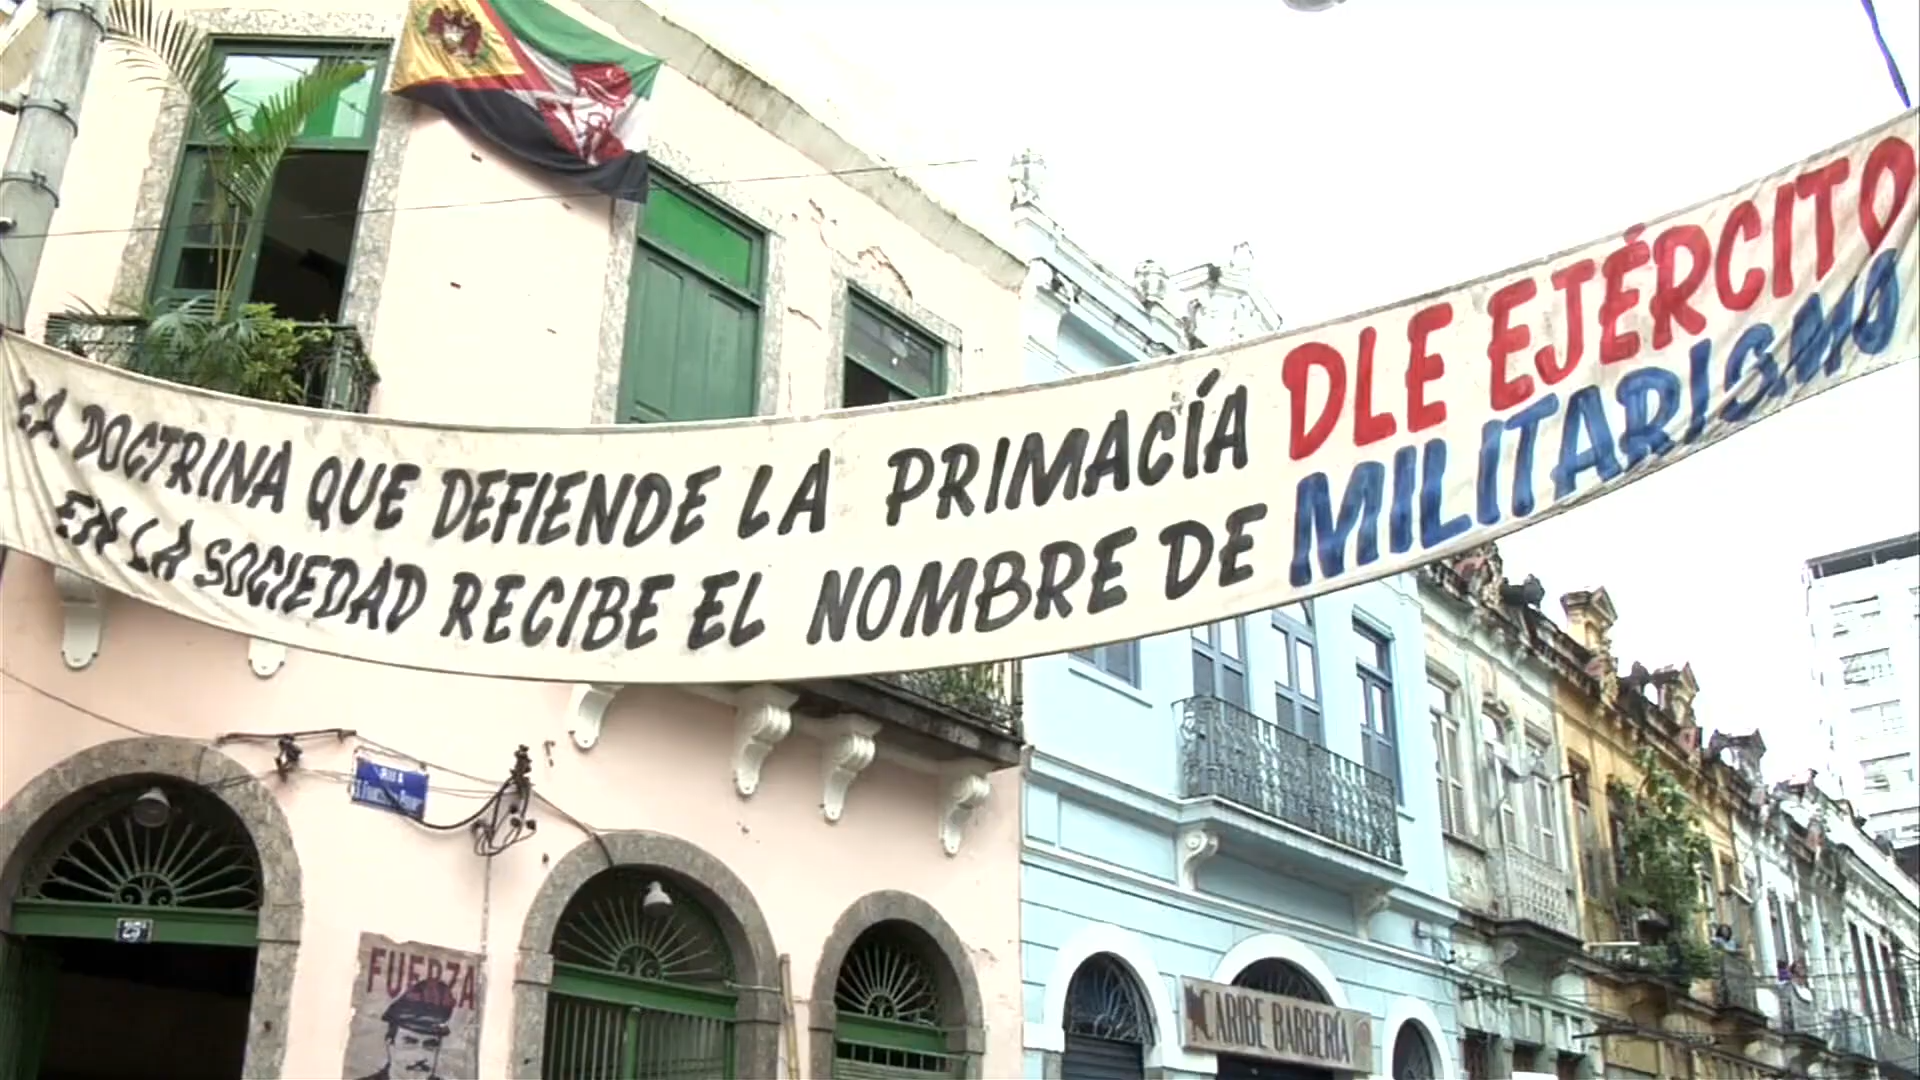 LA DOCTRINA QUE DEFIENDE LA PRIMACÍA DLE EJÉRCITO
EN LA SOCIEDAD RECIBE EL NOMBRE DE MILITARISMO
RUA
FUERZA
CARIBE BARBERÍA